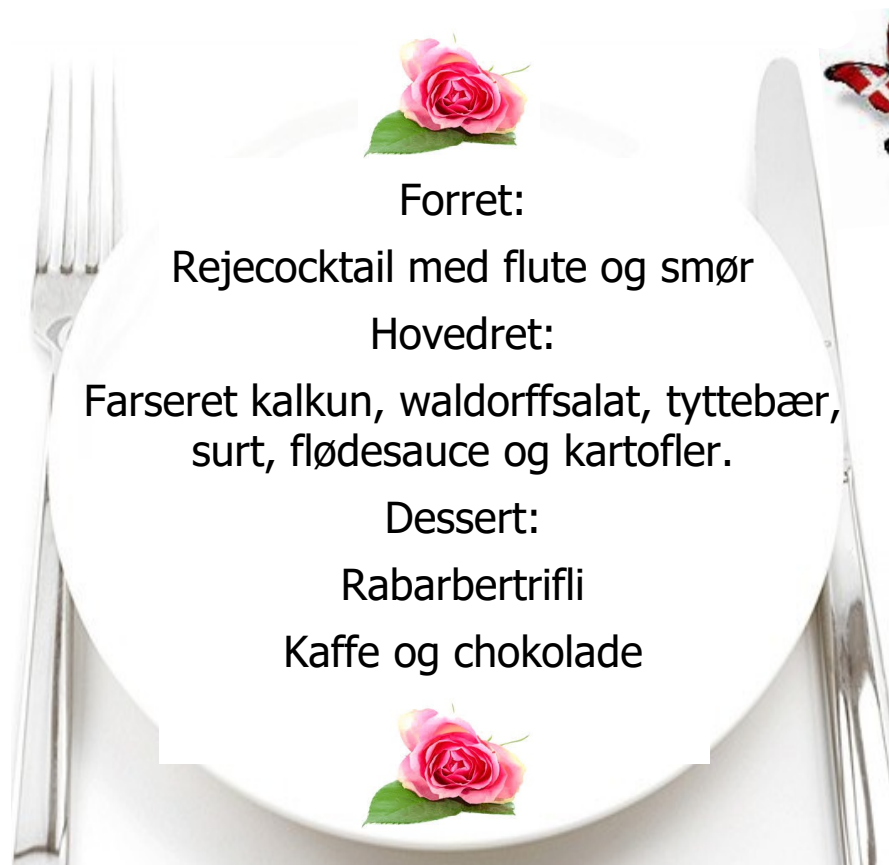 Forret:
Rejecocktail med flute og smør
Hovedret:
Farseret kalkun, waldorffsalat, tyttebær,
surt, flødesauce og kartofler.
Dessert:
Rabarbertrifli
Kaffe og chokolade